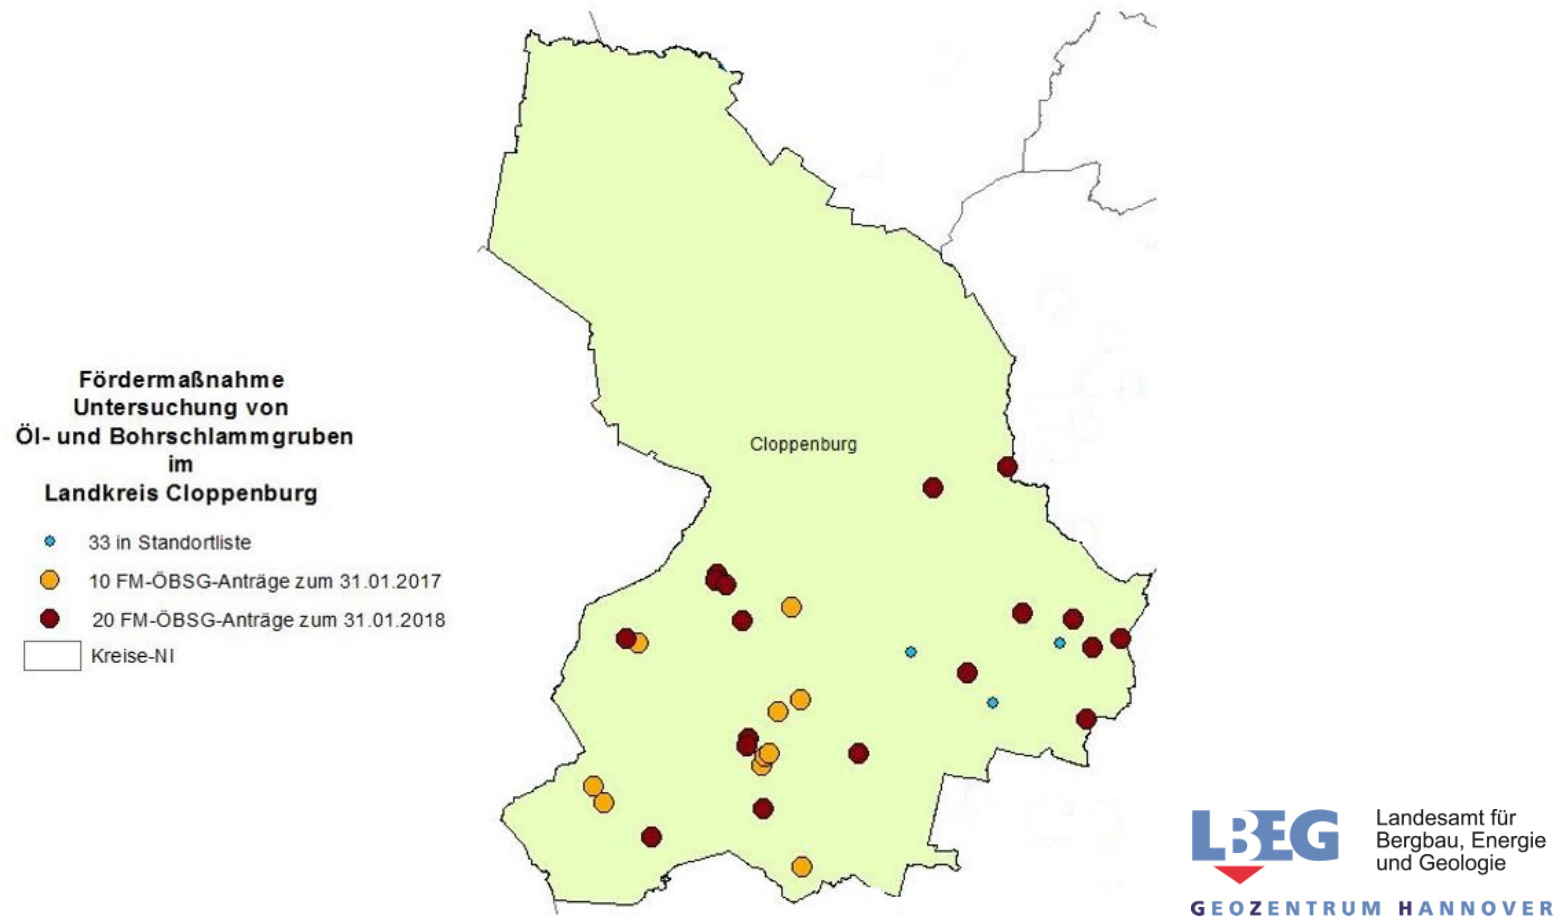 Fördermaßnahme
Untersuchung von
Öl- und Bohrschlammgruben
im
Landkreis Cloppenburg
33 in Standortliste
10 FM-ÖBSG-Anträge zum 31.01.2017
20 FM-ÖBSG-Anträge zum 31.01.2018
Kreise-NI
Cloppenburg
LBEG
Landesamt für
Bergbau, Energie
und Geologie
GEOZENTRUM HANNOVER